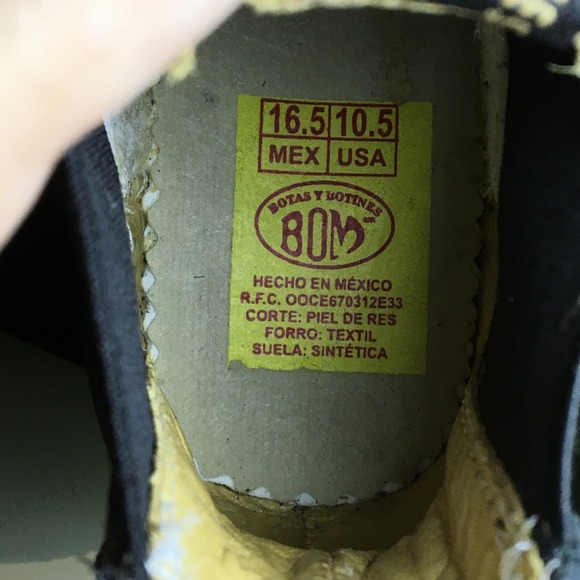 16.5 10.5
MEX USA
BOTAS Y BOTINES
BOM
HECHO EN MÉXICO
R.F.C. OOCE670312E33
CORTE: PIEL DE RES
FORRO: TEXTIL
SUELA: SINTÉTICA